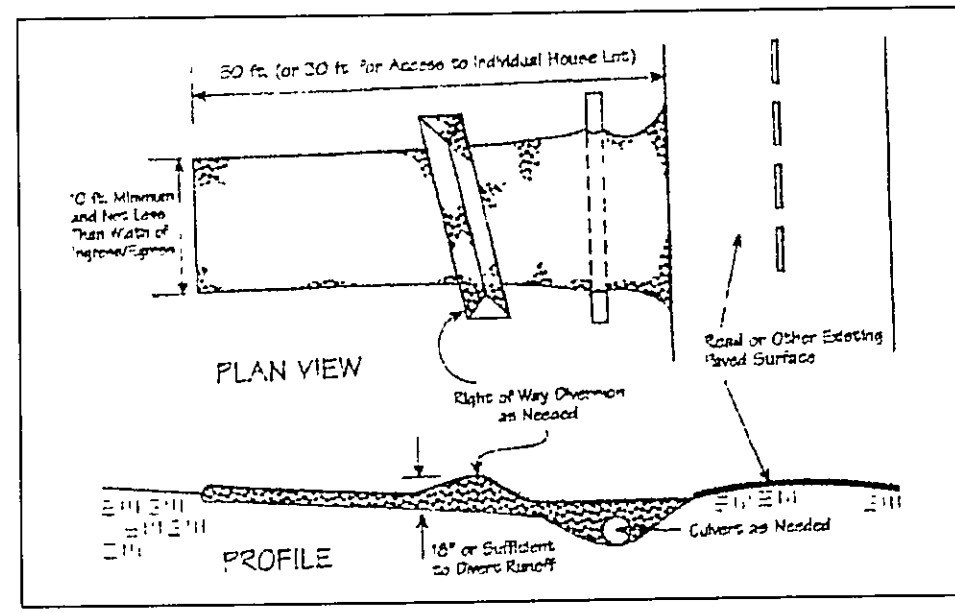 50 ft. (or 30 ft. for Access to Individual House Lot)
10 ft. Minimum
and Not Less
Than Width of
Ingress/Egress
PLAN VIEW
Road or Other Existing
Paved Surface
Right of Way Diversion
as Needed
Culvert as Needed
18" or Sufficient
to Divert Runoff
PROFILE